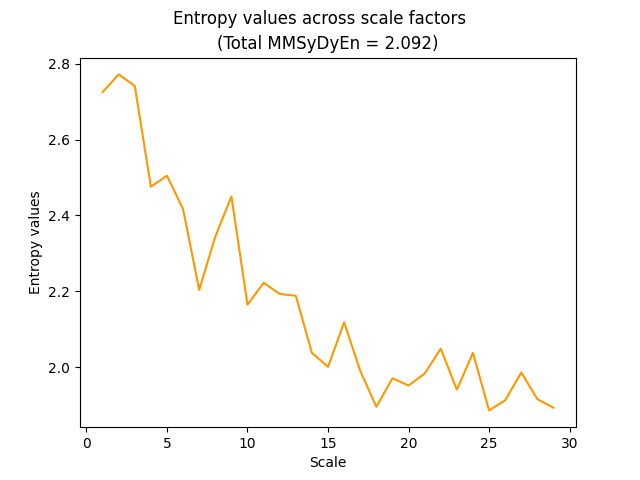 Entropy values across scale factors
(Total MMSyDyEn = 2.092)
2.8
2.6
2.4
2.2
2.0
Entropy values
0 5 10 15 20 25 30
Scale